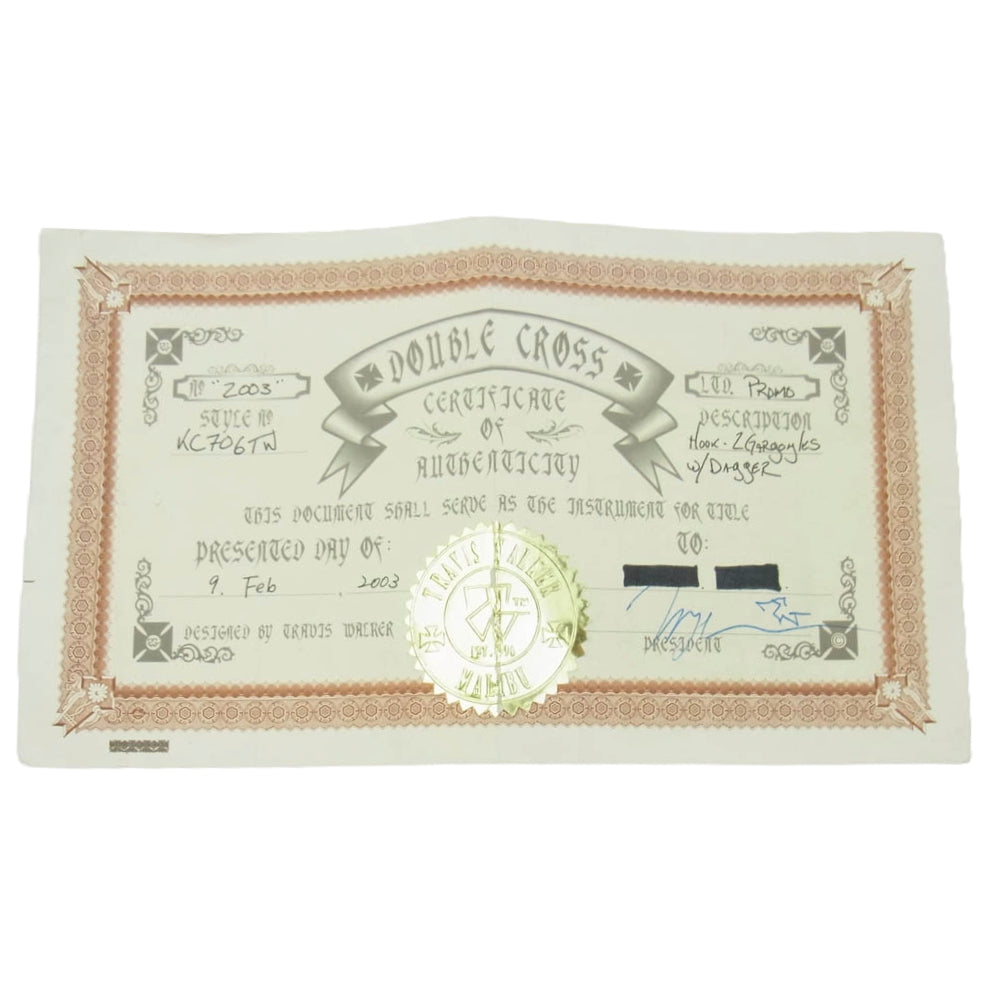 DOUBLE CROSS
CERTIFICATE
OF
AUTHENTICITY
Nº "2003"
STYLE Nº
KC706TW
LTD. PROMO
DESCRIPTION
Hook - 2 Gargoyles
w/ DAGGER
THIS DOCUMENT SHALL SERVE AS THE INSTRUMENT FOR TITLE
PRESENTED DAY OF:
TO:
9. Feb , 2003
DESIGNED BY TRAVIS WALKER
PRESIDENT
TRAVIS WALKER
TM
MALIBU